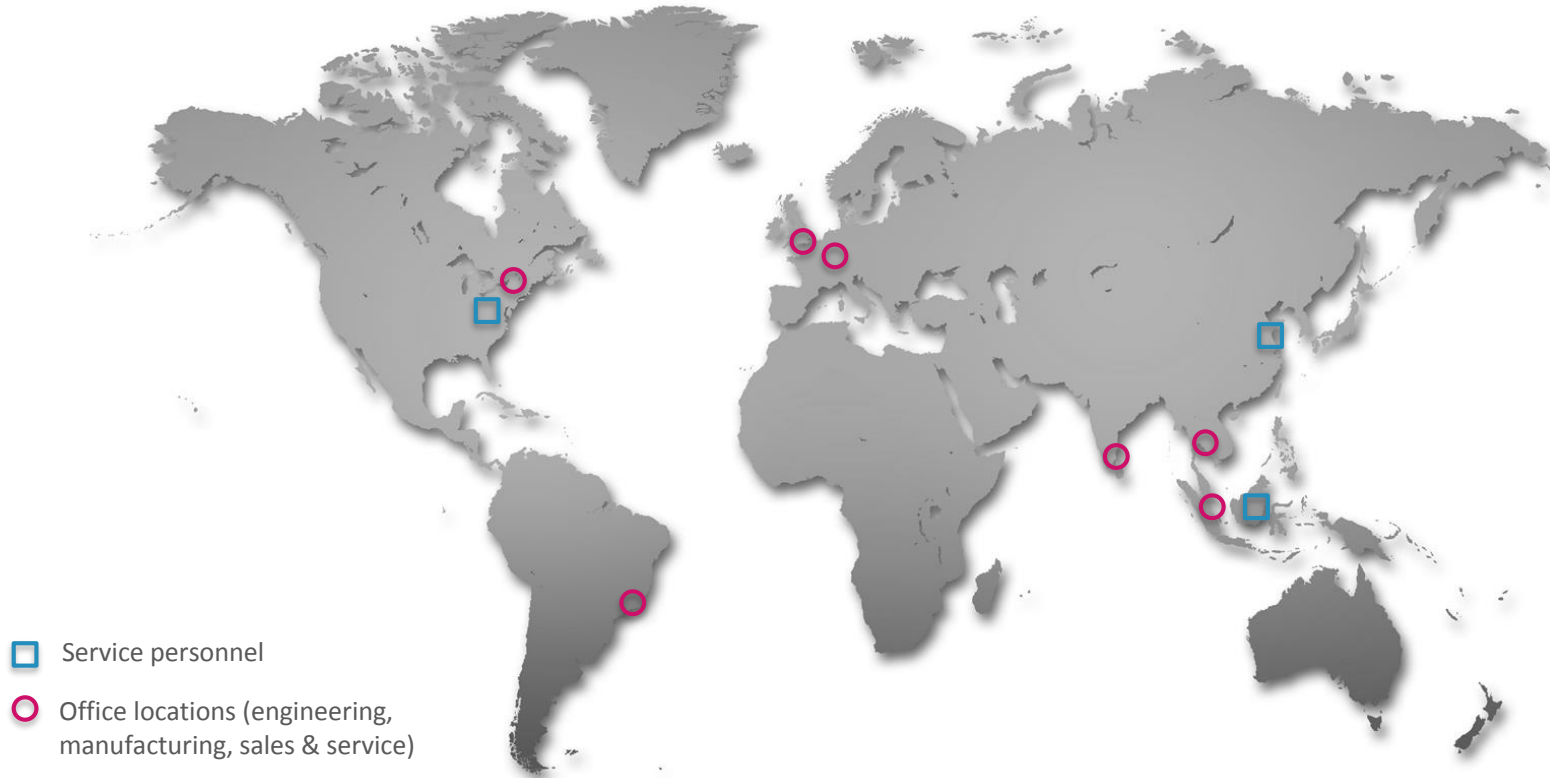 Service personnel
Office locations (engineering,
manufacturing, sales & service)